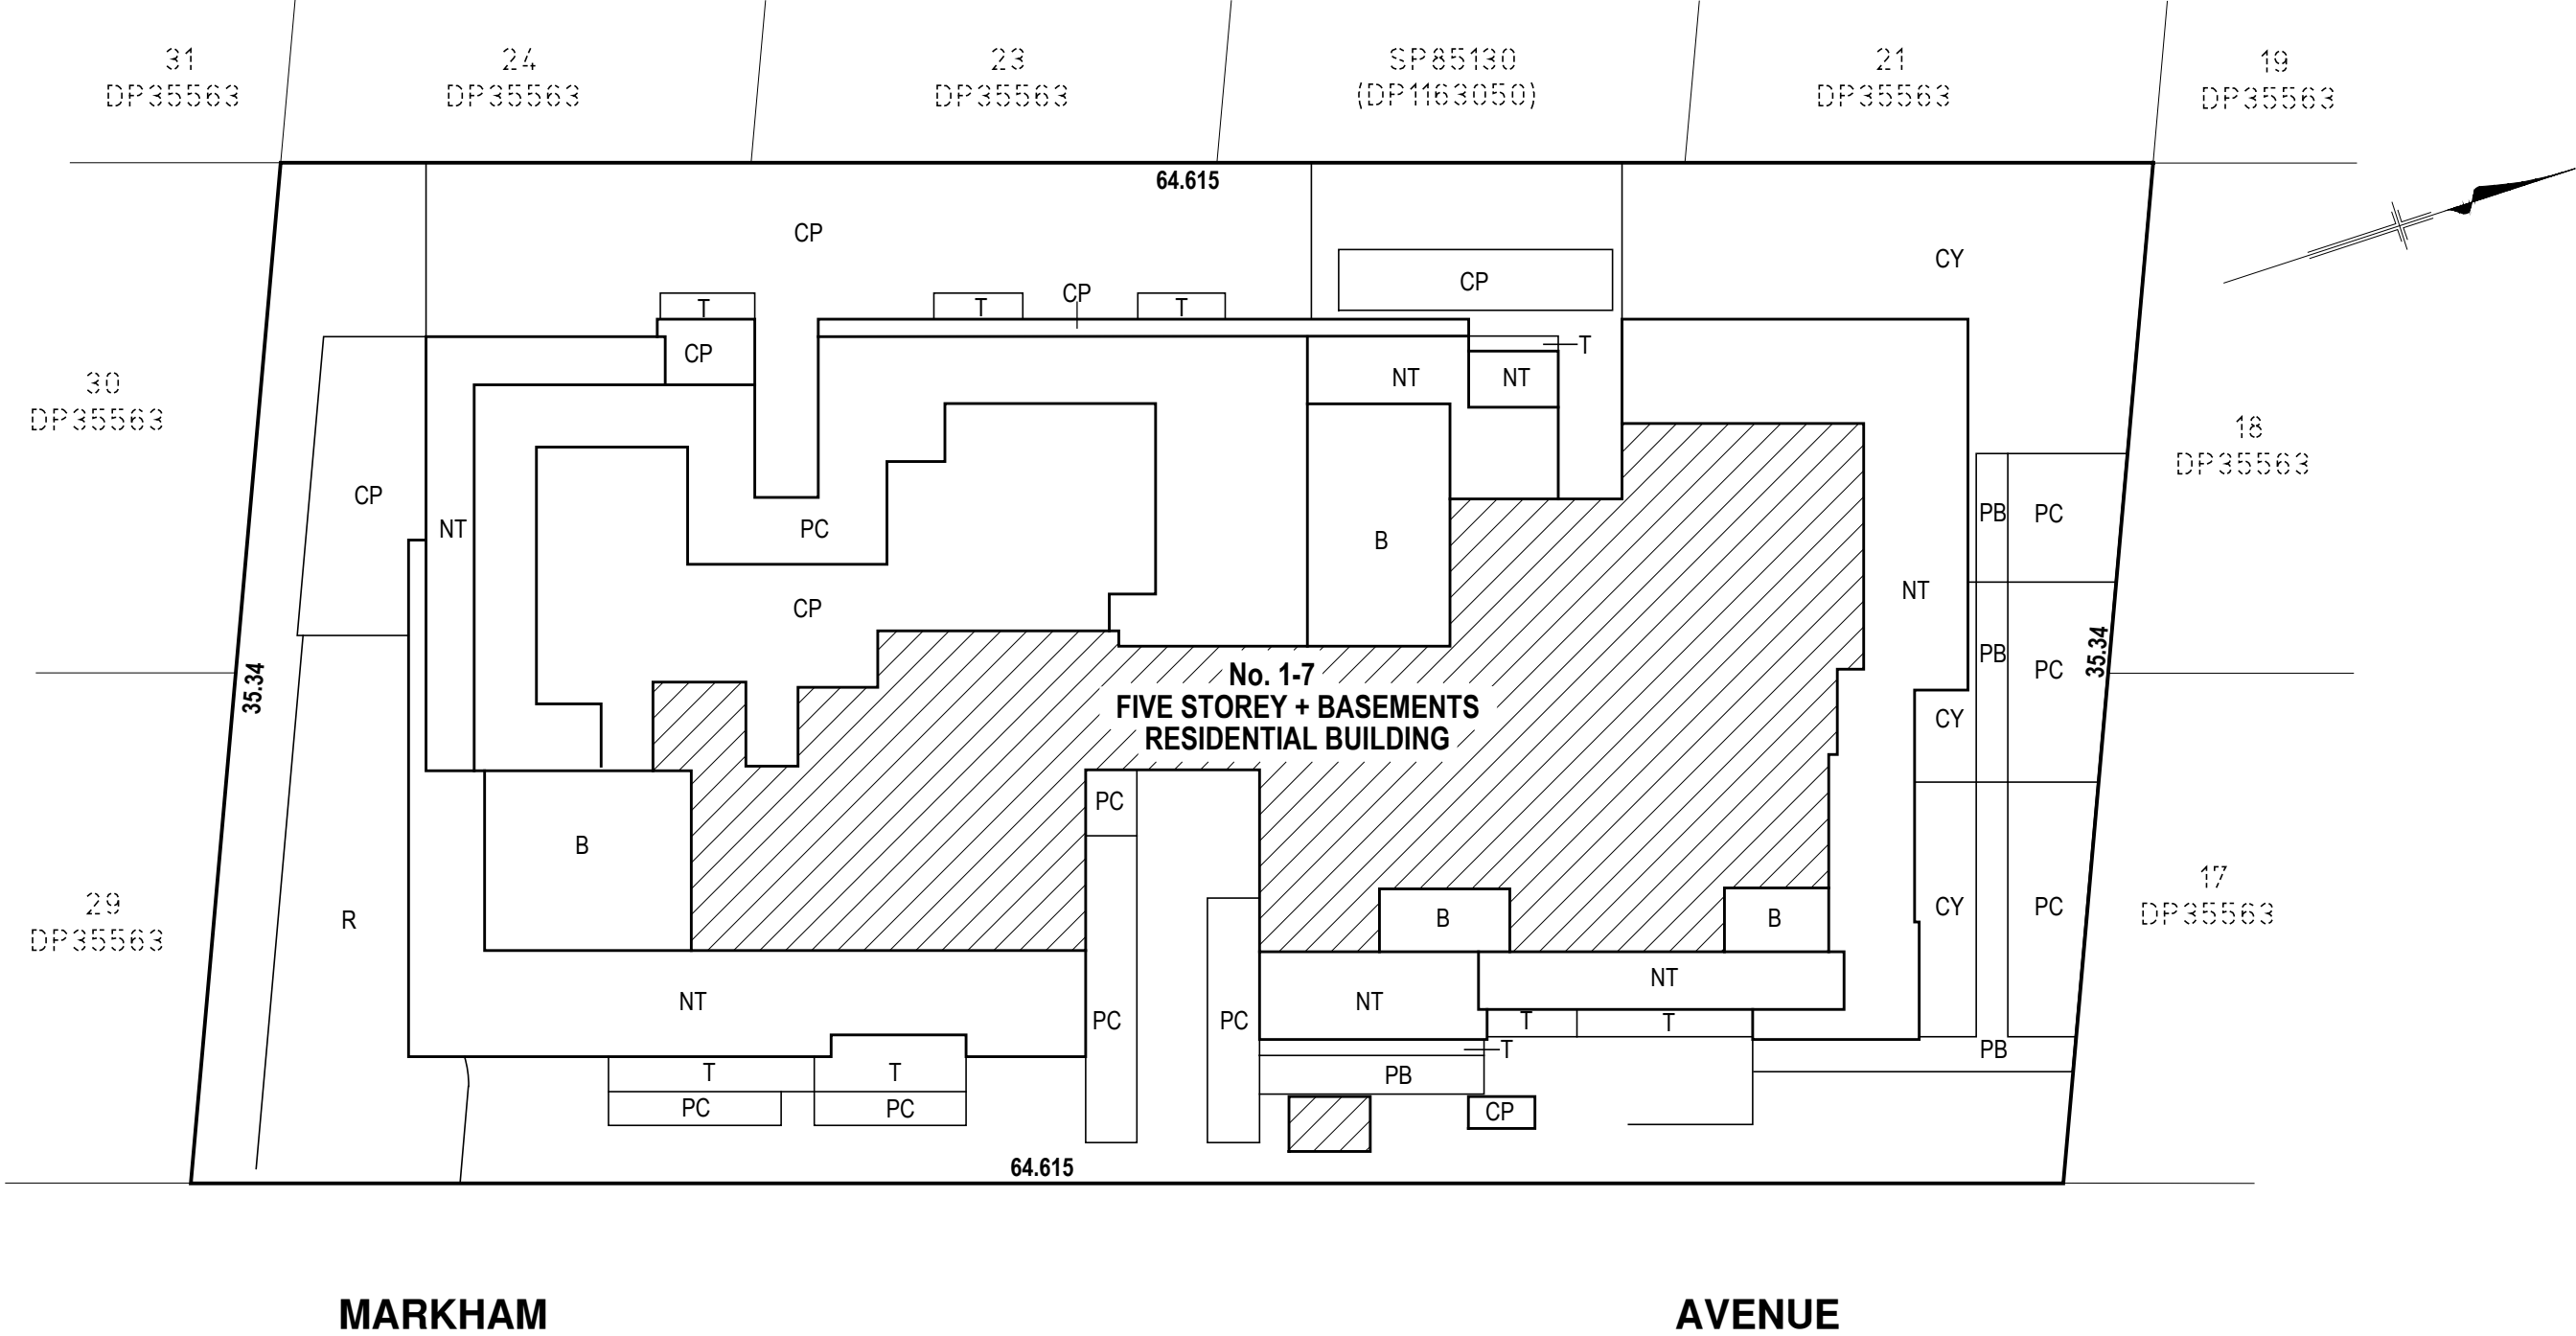 31
DP35563
24
DP35563
23
DP35563
SP85130
(DP1163050)
21
DP35563
19
DP35563
64.615
CP
CY
CP
CP
T
T
T
CP
T
NT
NT
30
DP35563
18
DP35563
CP
NT
PC
B
PB
PC
NT
CP
35.34
No. 1-7
FIVE STOREY + BASEMENTS
RESIDENTIAL BUILDING
PB
PC
35.34
CY
PC
B
29
DP35563
R
B
B
CY
PC
17
DP35563
NT
PC
PC
NT
NT
T
T
T
PB
T
T
PB
PC
PC
CP
64.615
MARKHAM AVENUE